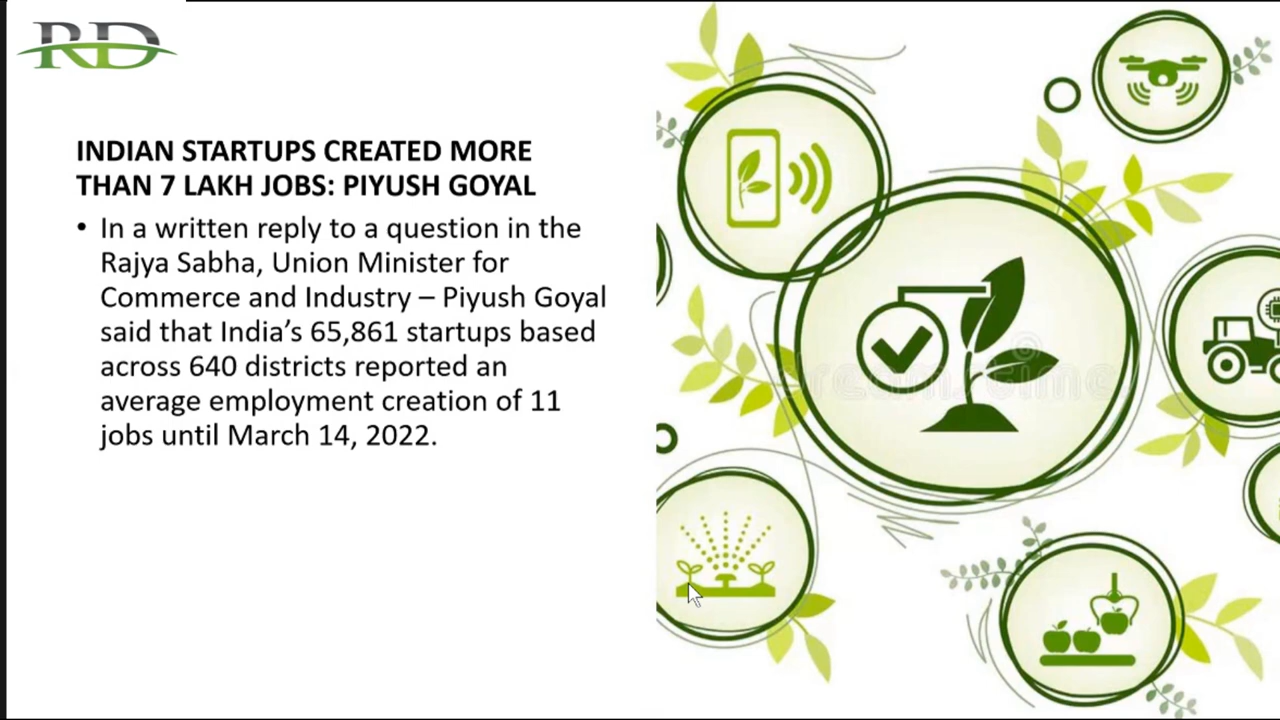 RD
INDIAN STARTUPS CREATED MORE
THAN 7 LAKH JOBS: PIYUSH GOYAL
• In a written reply to a question in the
Rajya Sabha, Union Minister for
Commerce and Industry – Piyush Goyal
said that India’s 65,861 startups based
across 640 districts reported an
average employment creation of 11
jobs until March 14, 2022.